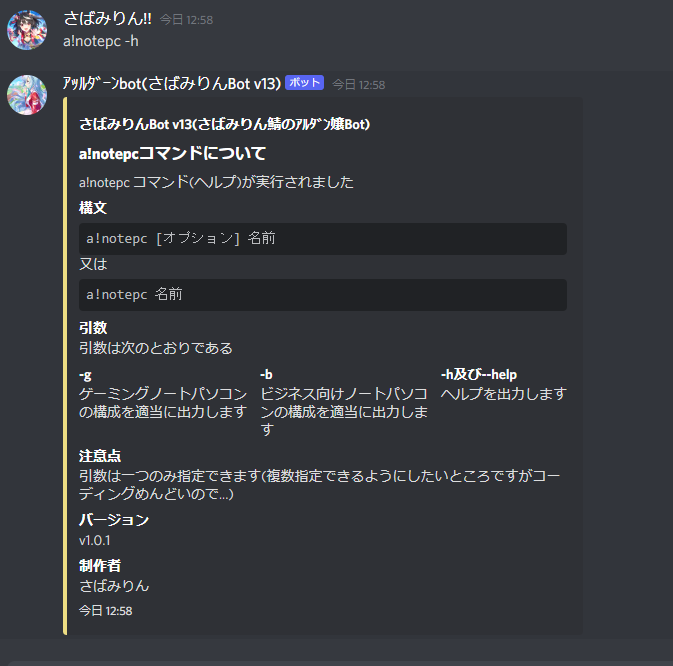 さばみりん!! 今日 12:58
a!notepc -h
ｱｯﾙﾀﾞｰﾝbot(さばみりんBot v13) ボット 今日 12:58
さばみりんBot v13(さばみりん鯖のｱﾙﾀﾞﾝ嬢Bot)
a!notepcコマンドについて
a!notepc コマンド(ヘルプ)が実行されました
構文
a!notepc [オプション] 名前
又は
a!notepc 名前
引数
引数は次のとおりである
-g
ゲーミングノートパソコン
の構成を適当に出力します
-b
ビジネス向けノートパソコ
ンの構成を適当に出力しま
す
-h及び--help
ヘルプを出力します
注意点
引数は一つのみ指定できます(複数指定できるようにしたいところですがコー
ディングめんどいので...)
バージョン
v1.0.1
制作者
さばみりん
今日 12:58